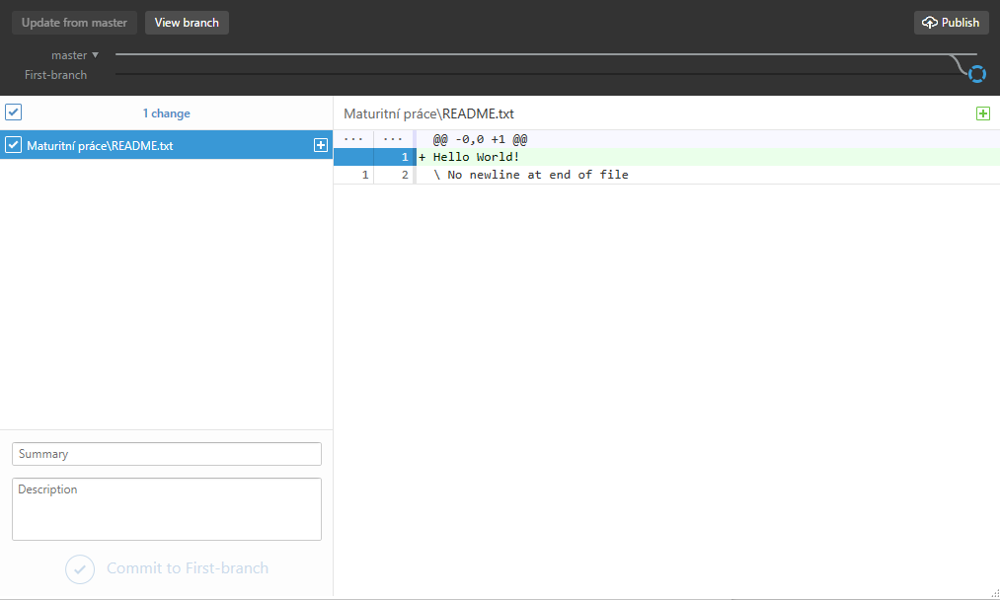 Update from master View branch Publish
master
First-branch
1 change
Maturitní práce\README.txt
Maturitní práce\README.txt
··· ··· @@ -0,0 +1 @@
1 + Hello World!
1 2 \ No newline at end of file
Summary
Description
Commit to First-branch